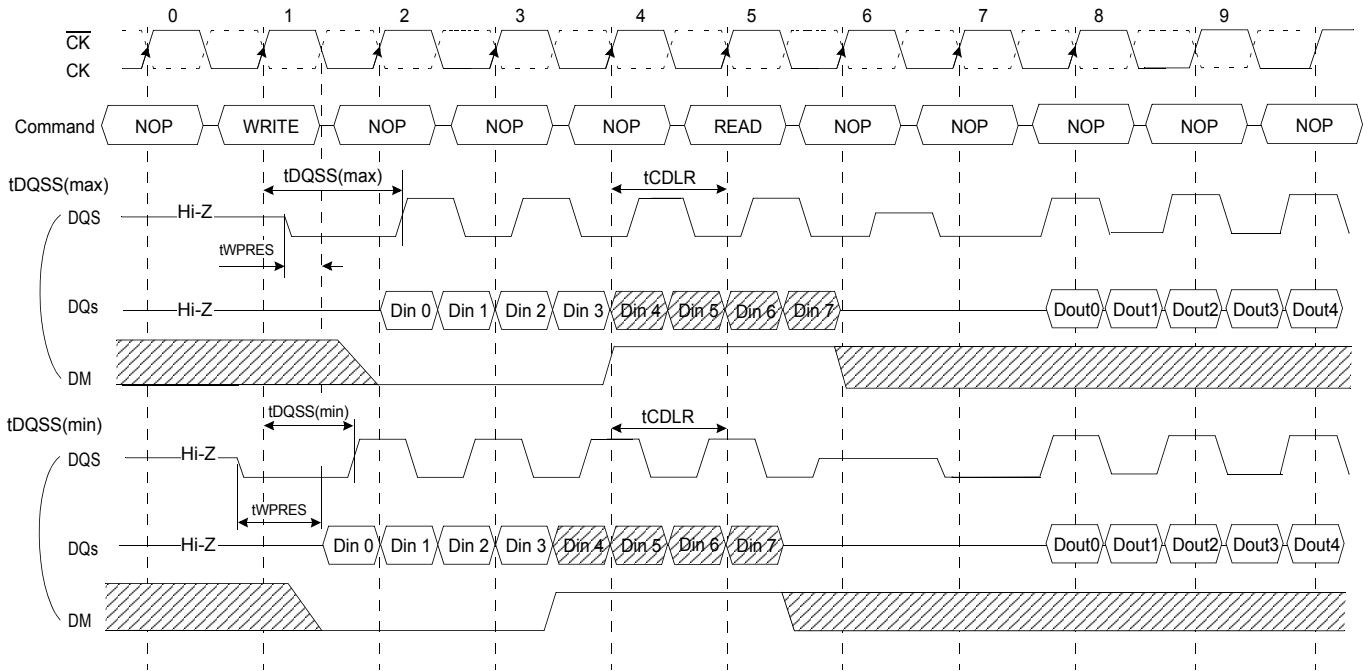 0 1 2 3 4 5 6 7 8 9
CK
CK
Command NOP WRITE NOP NOP NOP READ NOP NOP NOP NOP NOP
tDQSS(max)
tDQSS(max) tCDLR
DQS Hi-Z
tWPRES
DQs Hi-Z Din 0 Din 1 Din 2 Din 3 Din 4 Din 5 Din 6 Din 7 Dout0 Dout1 Dout2 Dout3 Dout4
DM
tDQSS(min)
tDQSS(min) tCDLR
DQS Hi-Z
tWPRES
DQs Hi-Z Din 0 Din 1 Din 2 Din 3 Din 4 Din 5 Din 6 Din 7 Dout0 Dout1 Dout2 Dout3 Dout4
DM